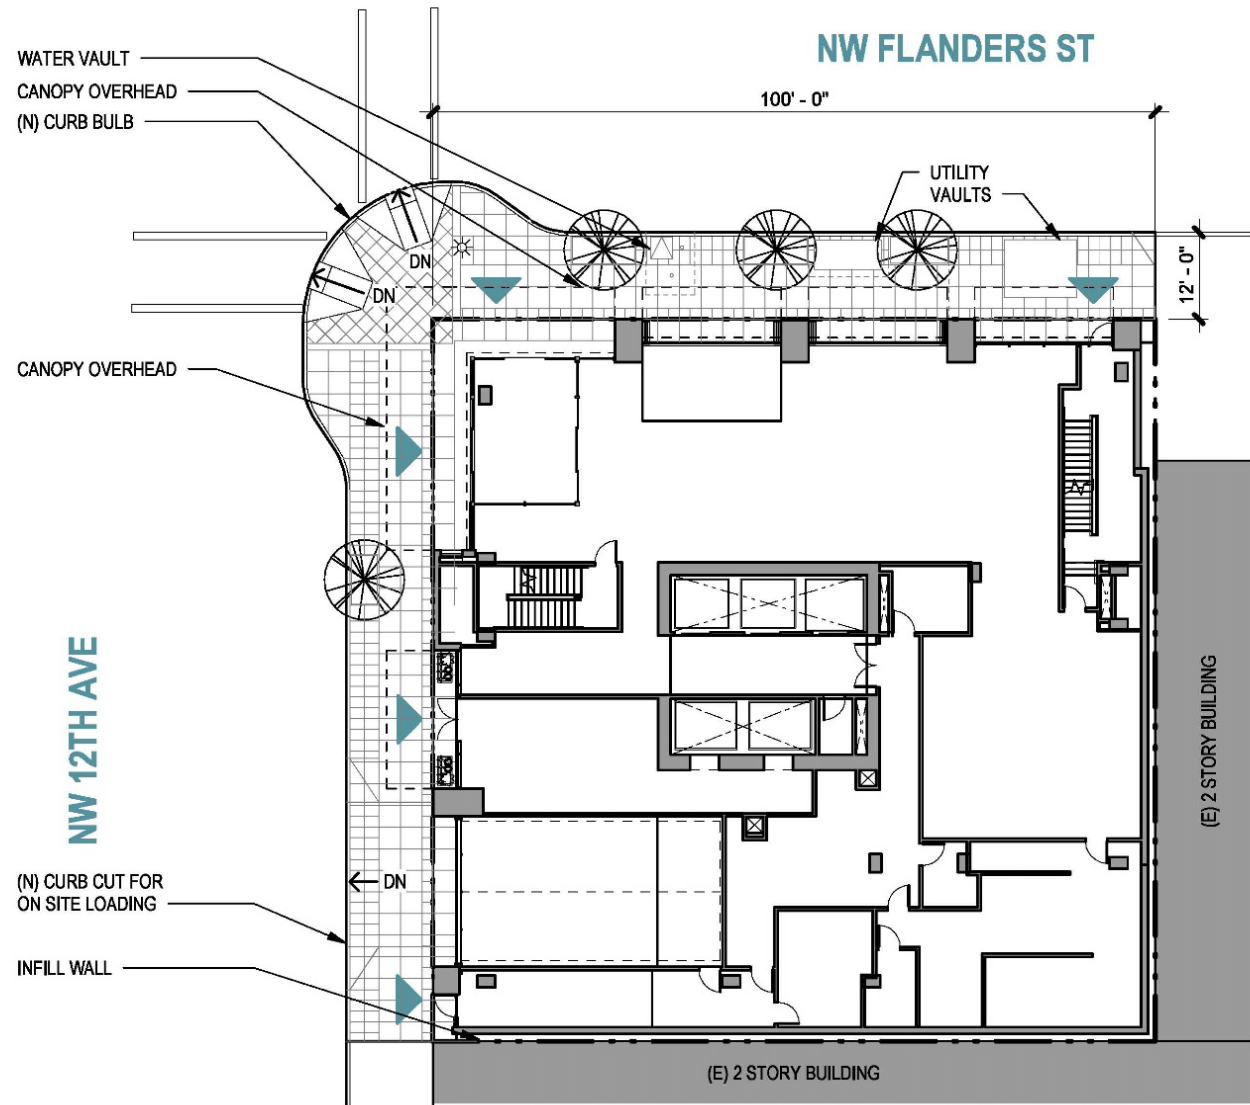 NW FLANDERS ST
WATER VAULT
CANOPY OVERHEAD
(N) CURB BULB
100' - 0"
UTILITY
VAULTS
12' - 0"
DN
DN
CANOPY OVERHEAD
NW 12TH AVE
(E) 2 STORY BUILDING
(N) CURB CUT FOR
ON SITE LOADING
DN
INFILL WALL
(E) 2 STORY BUILDING